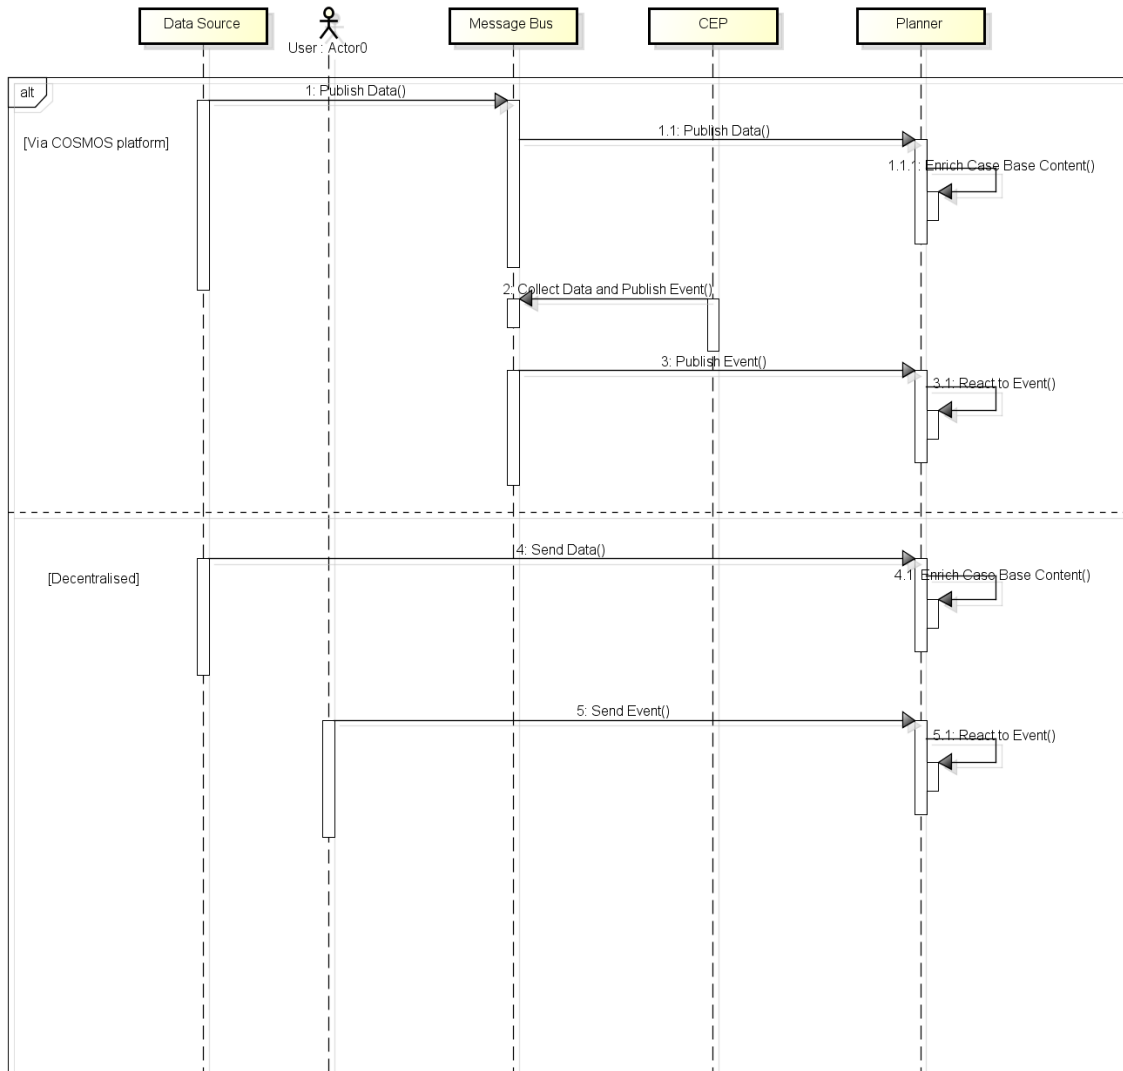 Data Source
User : Actor0
Message Bus
CEP
Planner
alt
1: Publish Data()
[Via COSMOS platform]
1.1: Publish Data()
1.1.1: Enrich Case Base Content()
2: Collect Data and Publish Event()
3: Publish Event()
3.1: React to Event()
4: Send Data()
[Decentralised]
4.1: Enrich Case Base Content()
5: Send Event()
5.1: React to Event()